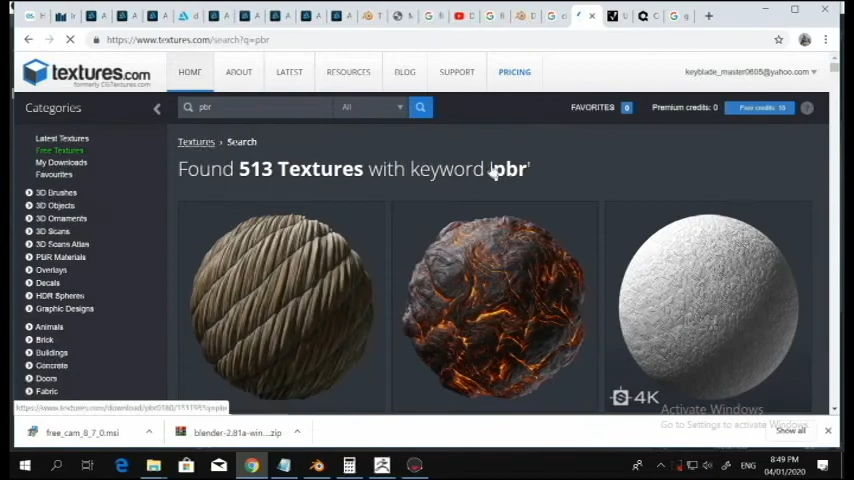 https://www.textures.com/search?q=pbr
textures.com
formerly CGTextures.com
HOME
ABOUT
LATEST
RESOURCES
BLOG
SUPPORT
PRICING
keyblade_master0605@yahoo.com
Categories
pbr
All
FAVORITES 0
Premium credits: 0
Free credits: 15
?
Latest Textures
Free Textures
My Downloads
Favourites
3D Brushes
3D Objects
3D Ornaments
3D Scans
3D Scans Atlas
PBR Materials
Overlays
Decals
HDR Spheres
Graphic Designs
Animals
Brick
Buildings
Concrete
Doors
Fabric
Textures › Search
Found 513 Textures with keyword 'pbr'
S 4K
Activate Windows
Go to Settings to activate Windows.
free_cam_8_7_0.msi
blender-2.81a-win....zip
Show all
ENG
8:49 PM
04/01/2020